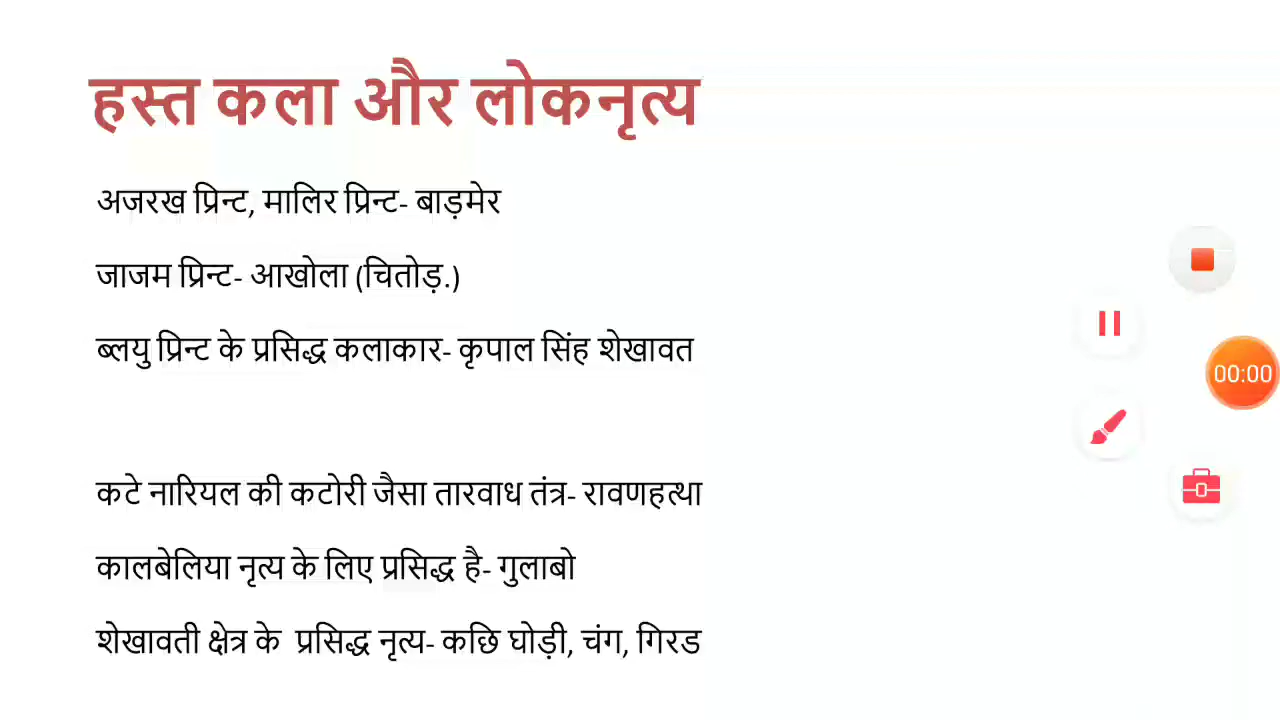 हस्त कला और लोकनृत्य
अजरख प्रिन्ट, मालिर प्रिन्ट- बाड़मेर
जाजम प्रिन्ट- आखोला (चितोड़.)
ब्लयु प्रिन्ट के प्रसिद्ध कलाकार- कृपाल सिंह शेखावत
00:00
कटे नारियल की कटोरी जैसा तारवाध तंत्र- रावणहत्था
कालबेलिया नृत्य के लिए प्रसिद्ध है- गुलाबो
शेखावती क्षेत्र के प्रसिद्ध नृत्य- कछि घोड़ी, चंग, गिरड